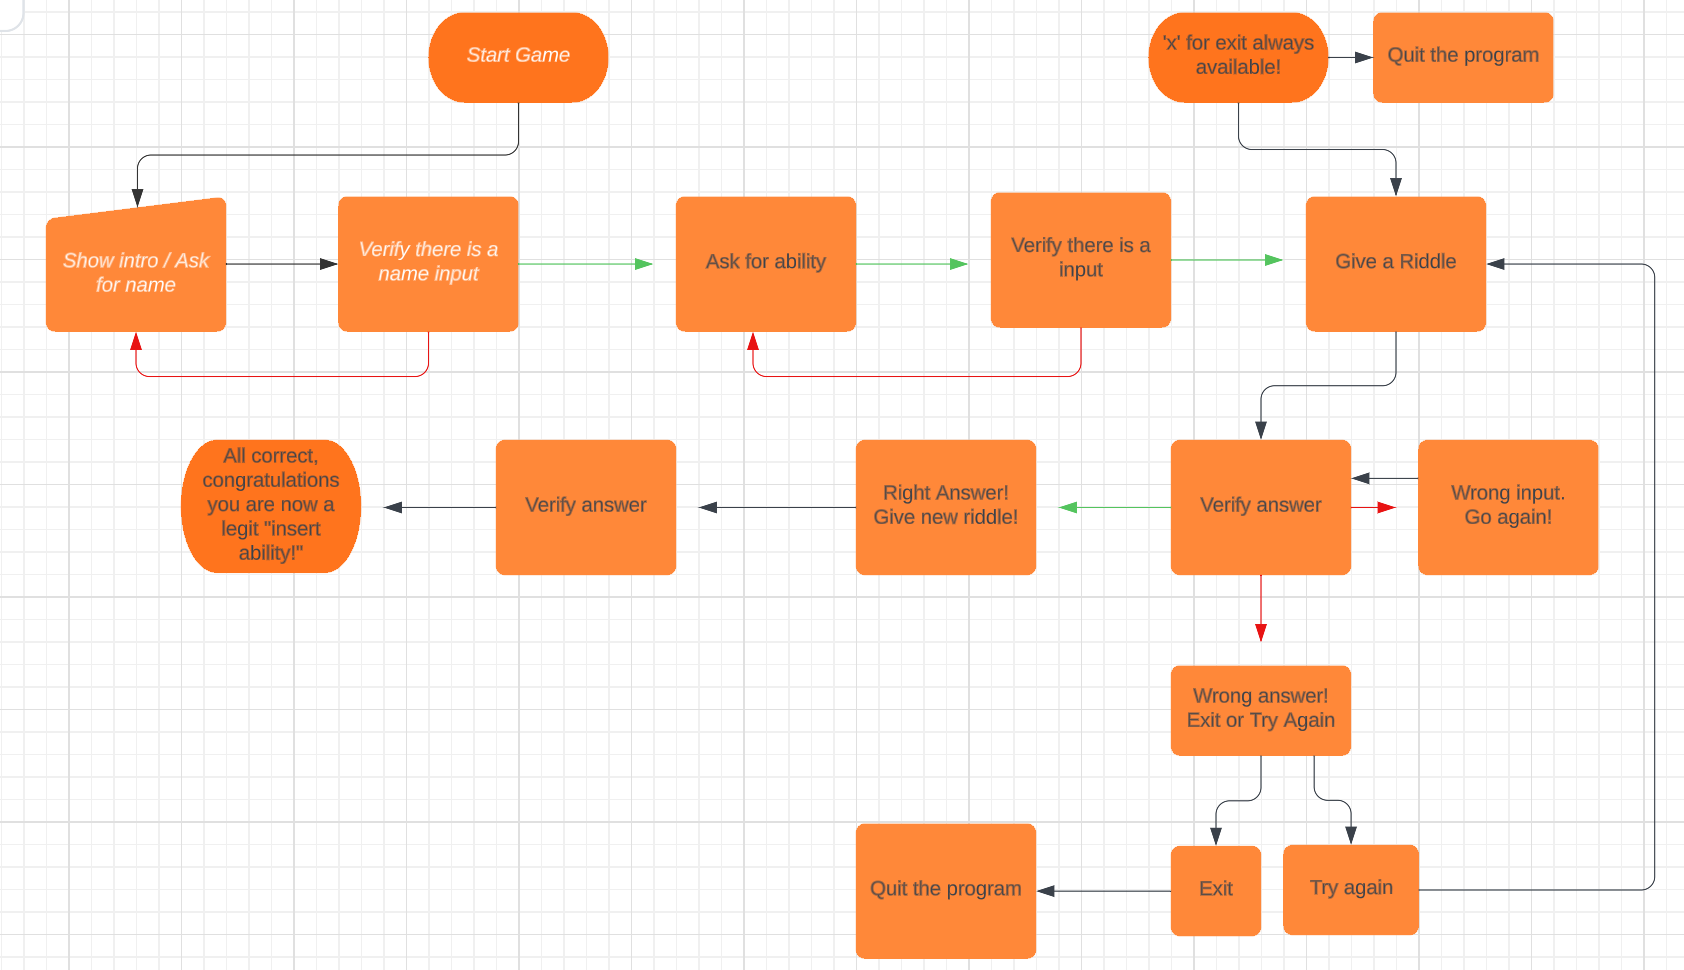 Start Game
'x' for exit always
available!
Quit the program
Show intro / Ask
for name
Verify there is a
name input
Ask for ability
Verify there is a
input
Give a Riddle
All correct,
congratulations
you are now a
legit "insert
ability!"
Verify answer
Right Answer!
Give new riddle!
Verify answer
Wrong input.
Go again!
Wrong answer!
Exit or Try Again
Quit the program
Exit
Try again